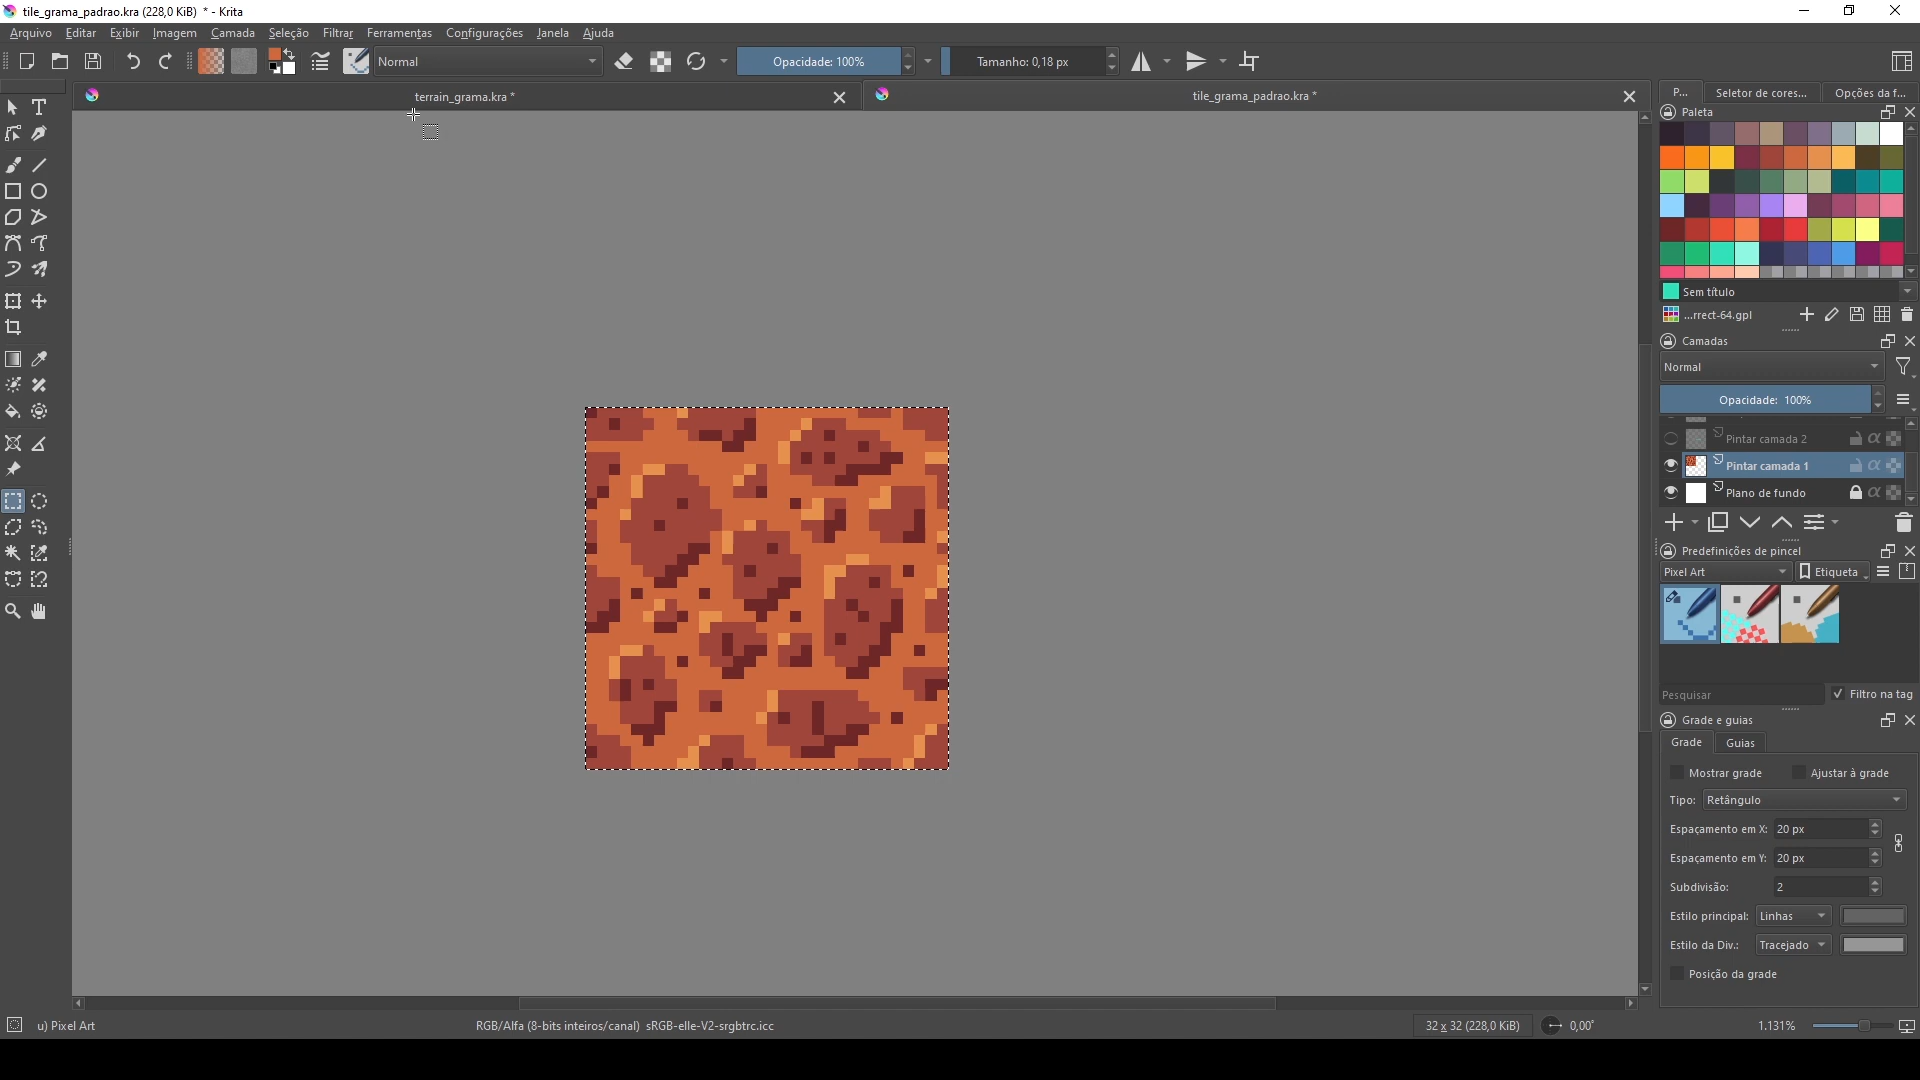 tile_grama_padrao.kra (228,0 KiB) * - Krita
Arquivo Editar Exibir Imagem Camada Seleção Filtrar Ferramentas Configurações Janela Ajuda
Normal Opacidade: 100% Tamanho: 0,18 px
terrain_grama.kra * tile_grama_padrao.kra *
P... Seletor de cores... Opções da f...
Paleta
Sem título
...rrect-64.gpl
Camadas
Normal
Opacidade: 100%
Pintar camada 2
Pintar camada 1
Plano de fundo
Predefinições de pincel
Pixel Art Etiqueta
Pesquisar Filtro na tag
Grade e guias
Grade Guias
Mostrar grade Ajustar à grade
Tipo: Retângulo
Espaçamento em X: 20 px
Espaçamento em Y: 20 px
Subdivisão: 2
Estilo principal: Linhas
Estilo da Div.: Tracejado
Posição da grade
u) Pixel Art RGB/Alfa (8-bits inteiros/canal) sRGB-elle-V2-srgbtrc.icc 32 x 32 (228,0 KiB) 0,00° 1.131%